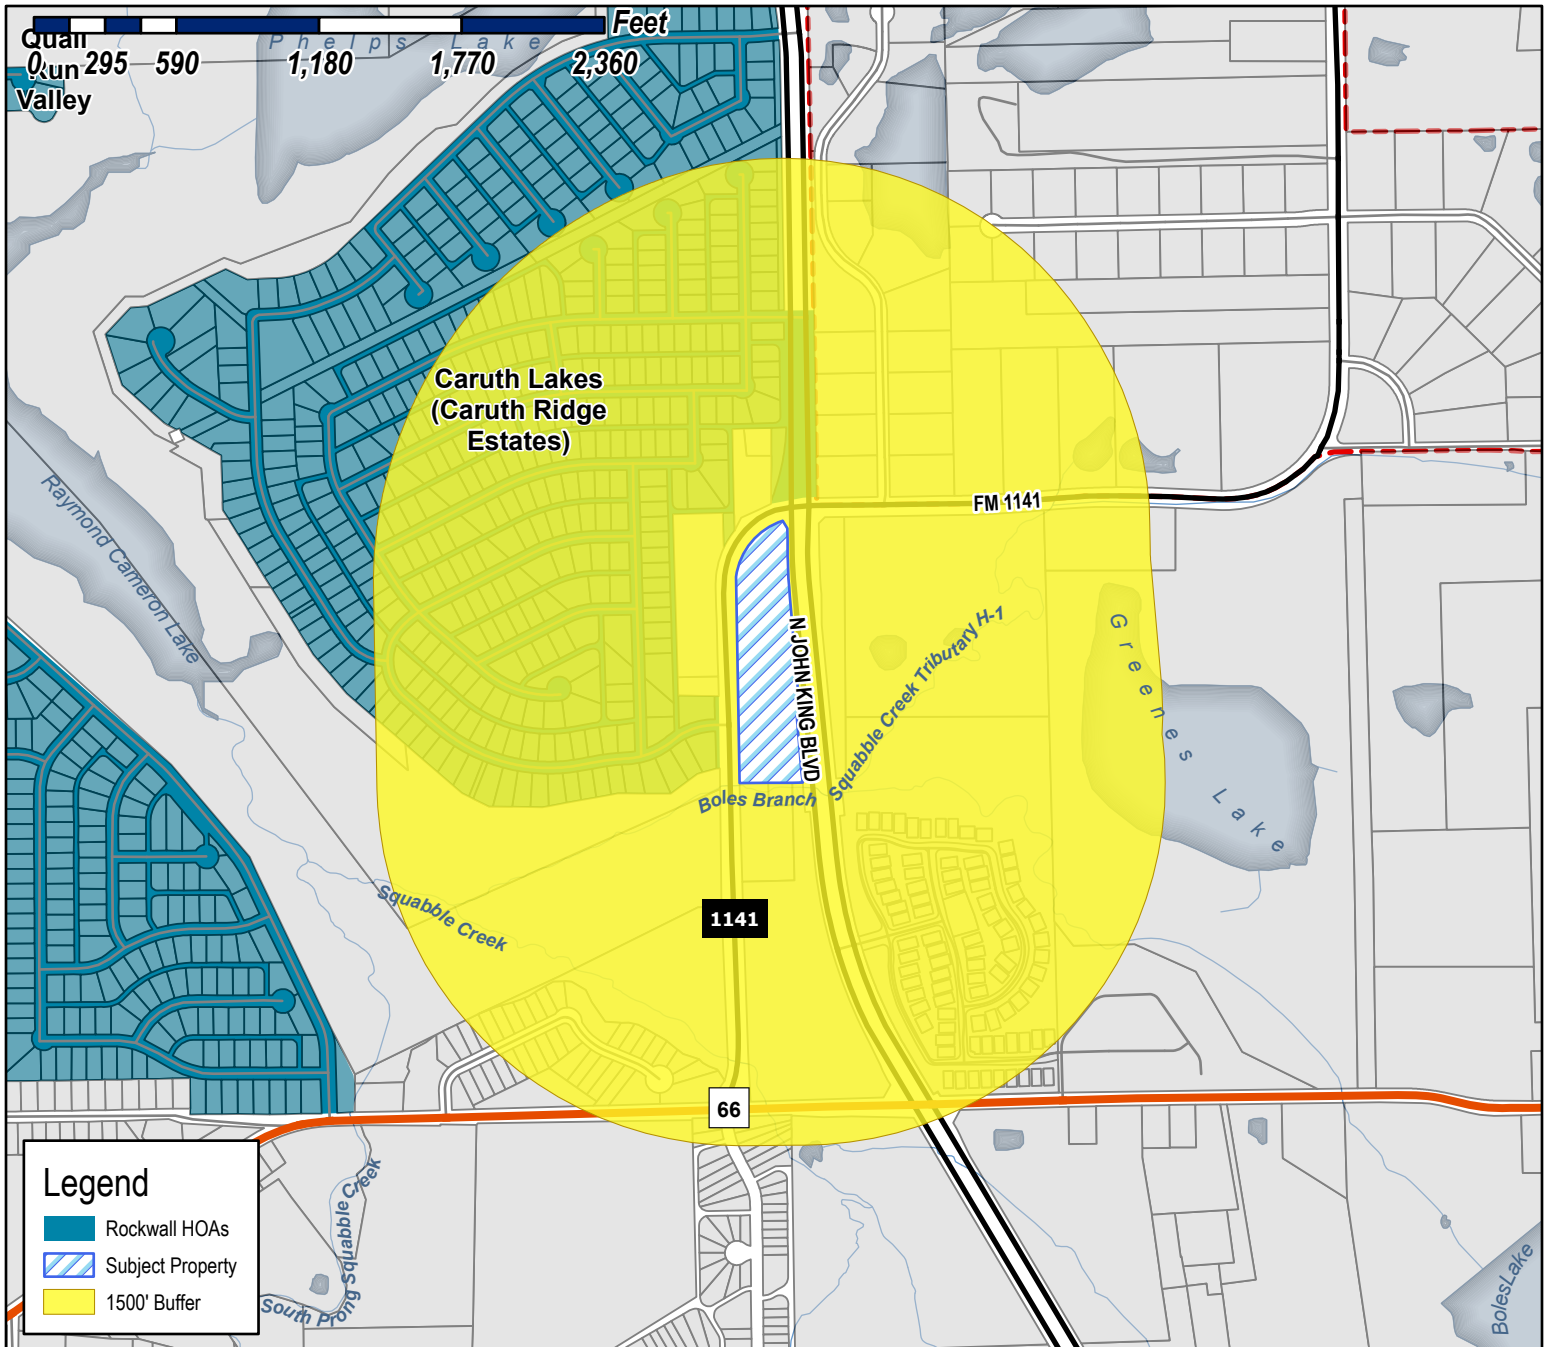 Feet
0 295 590 1,180 1,770 2,360
Quail
Run
Valley
Phelps Lake
Caruth Lakes
(Caruth Ridge
Estates)
Raymond Cameron Lake
FM 1141
N JOHN KING BLVD
Squabble Creek Tributary H-1
Greenes Lake
Boles Branch
Squabble Creek
1141
66
South Prong Squabble Creek
Boles Lake
Legend
Rockwall HOAs
Subject Property
1500' Buffer